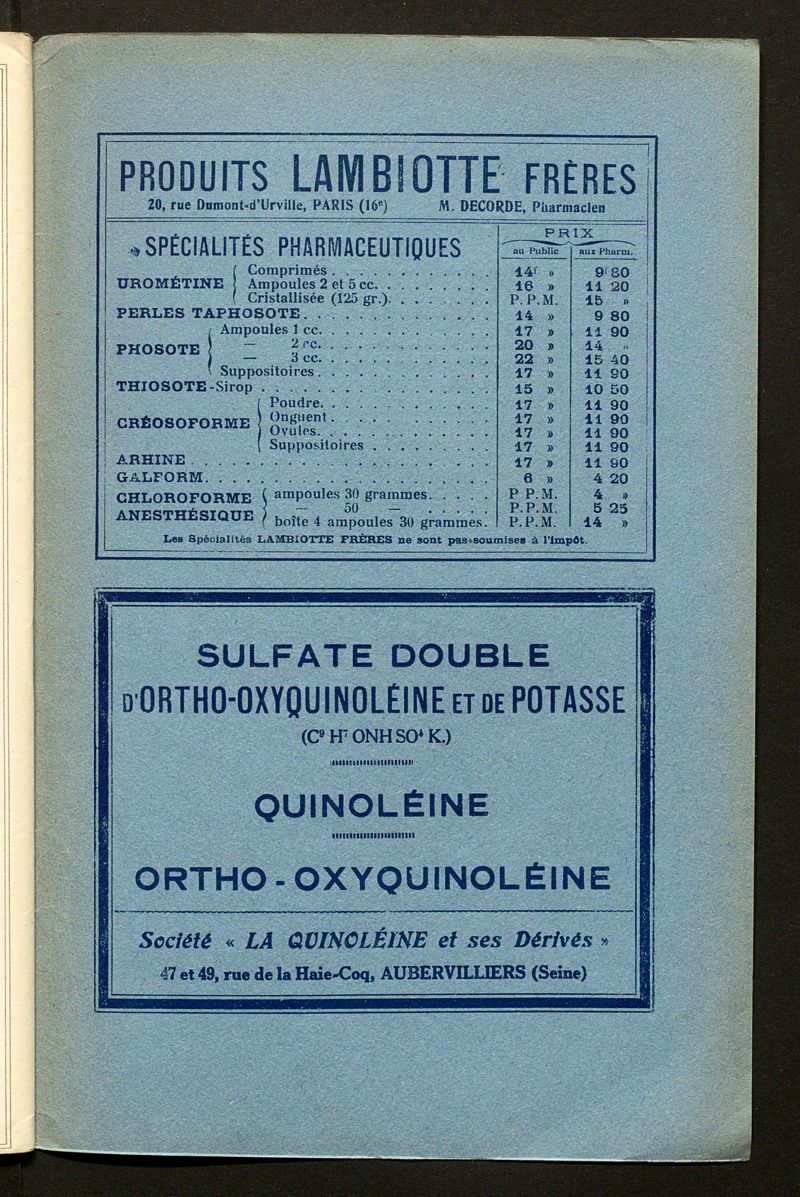 PRODUITS LAMBIOTTE FRÈRES
20, rue Dumont-d'Urville, PARIS (16e) M. DECORDE, Pharmacien
SPÉCIALITÉS PHARMACEUTIQUES PRIX
au Public aux Pharm.
UROMÉTINE Comprimés 14f » 9f80
Ampoules 2 et 5 cc. 16 » 11 20
Cristallisée (125 gr.) P.P.M. 15 »
PERLES TAPHOSOTE 14 » 9 80
PHOSOTE Ampoules 1 cc. 17 » 11 90
— 2 cc. 20 » 14 »
— 3 cc. 22 » 15 40
Suppositoires 17 » 11 90
THIOSOTE-Sirop 15 » 10 50
CRÉOSOFORME Poudre 17 » 11 90
Onguent 17 » 11 90
Ovules 17 » 11 90
Suppositoires 17 » 11 90
ARHINE 17 » 11 90
GALFORM 6 » 4 20
CHLOROFORME ANESTHÉSIQUE ampoules 30 grammes P P.M. 4 »
— 50 — P.P.M. 5 25
boîte 4 ampoules 30 grammes. P.P.M. 14 »
Les Spécialités LAMBIOTTE FRÈRES ne sont pas soumises à l'impôt.
SULFATE DOUBLE
D'ORTHO-OXYQUINOLÉINE ET DE POTASSE
(C⁹ H⁷ ONH SO⁴ K.)
QUINOLÉINE
ORTHO-OXYQUINOLÉINE
Société « LA QUINOLÉINE et ses Dérivés »
47 et 49, rue de la Haie-Coq, AUBERVILLIERS (Seine)